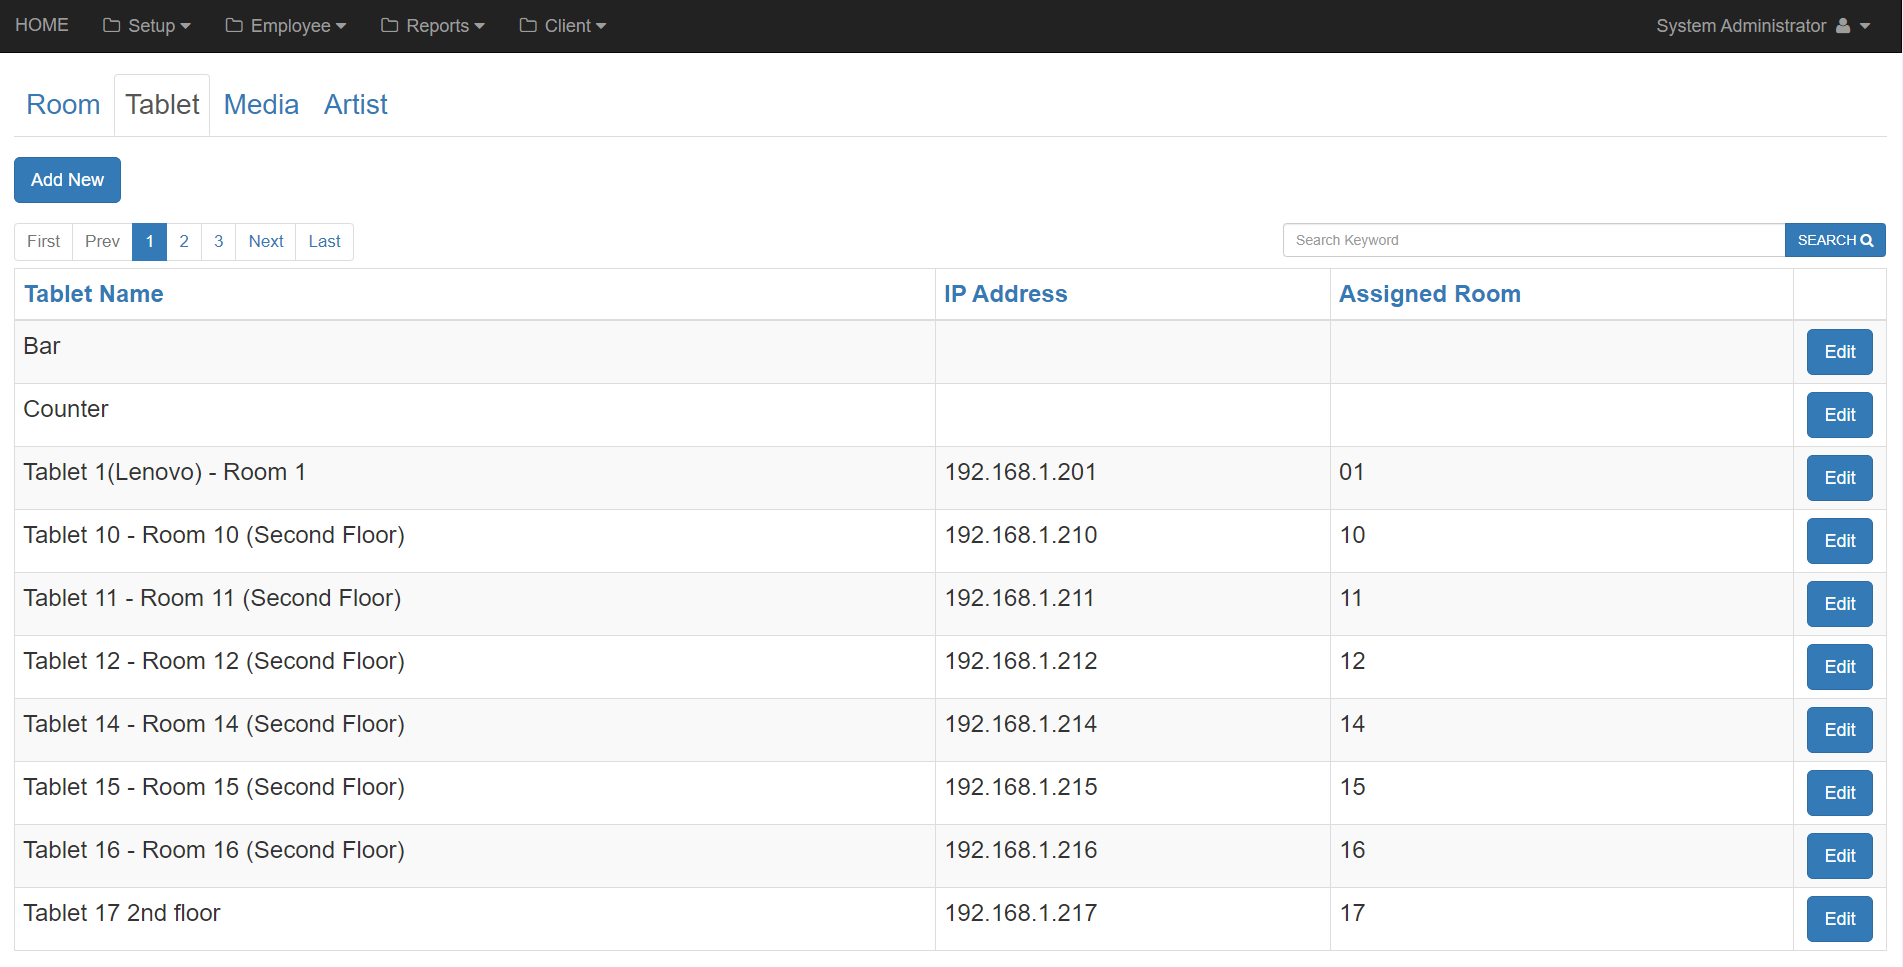 HOME Setup Employee Reports Client System Administrator
Room Tablet Media Artist
Add New
First Prev 1 2 3 Next Last Search Keyword SEARCH
Tablet Name IP Address Assigned Room
Bar Edit
Counter Edit
Tablet 1(Lenovo) - Room 1 192.168.1.201 01 Edit
Tablet 10 - Room 10 (Second Floor) 192.168.1.210 10 Edit
Tablet 11 - Room 11 (Second Floor) 192.168.1.211 11 Edit
Tablet 12 - Room 12 (Second Floor) 192.168.1.212 12 Edit
Tablet 14 - Room 14 (Second Floor) 192.168.1.214 14 Edit
Tablet 15 - Room 15 (Second Floor) 192.168.1.215 15 Edit
Tablet 16 - Room 16 (Second Floor) 192.168.1.216 16 Edit
Tablet 17 2nd floor 192.168.1.217 17 Edit